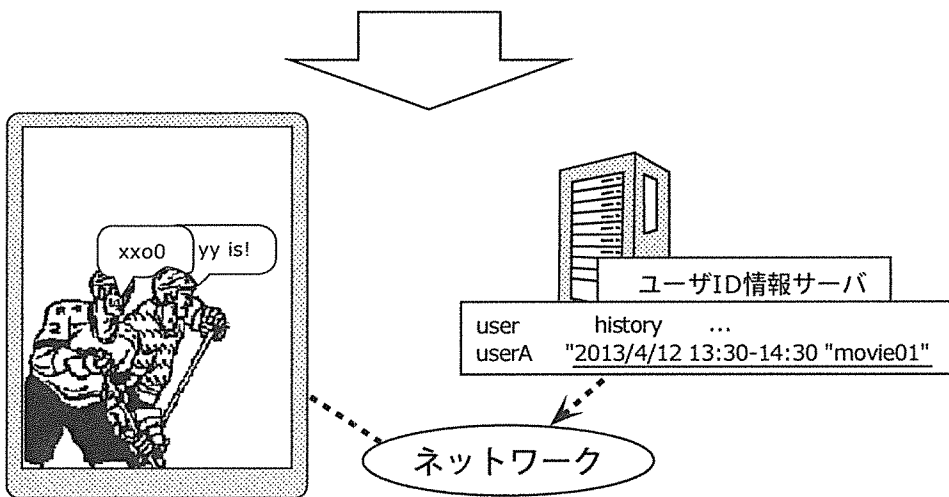 xxo0
yy is!
ユーザID情報サーバ
user history ...
userA "2013/4/12 13:30-14:30 "movie01"
ネットワーク